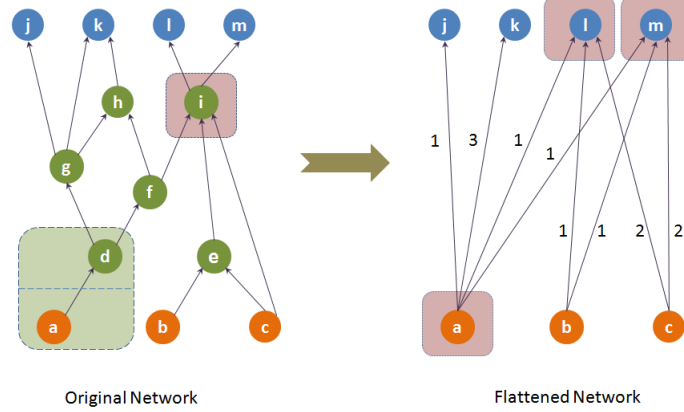 j k l m
h i
g
f
d
e
a b c
Original Network
j k l m
1 3 1 1
1 1 2 2
a b c
Flattened Network